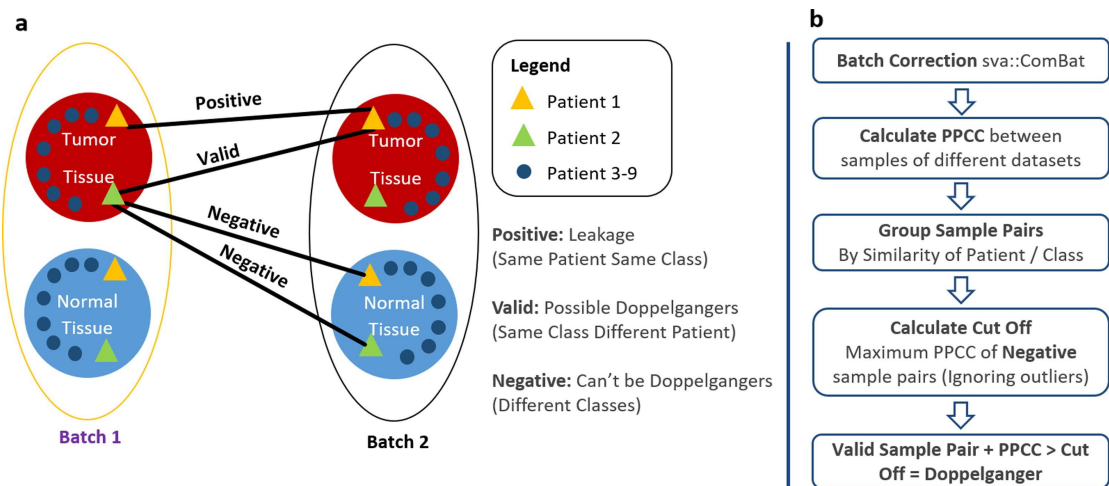 a
Positive
Tumor
Tissue
Valid
Tumor
Tissue
Negative
Negative
Normal
Tissue
Normal
Tissue
Batch 1
Batch 2
Legend
Patient 1
Patient 2
Patient 3-9
Positive: Leakage
(Same Patient Same Class)
Valid: Possible Doppelgangers
(Same Class Different Patient)
Negative: Can't be Doppelgangers
(Different Classes)
b
Batch Correction sva::ComBat
Calculate PPCC between
samples of different datasets
Group Sample Pairs
By Similarity of Patient / Class
Calculate Cut Off
Maximum PPCC of Negative
sample pairs (Ignoring outliers)
Valid Sample Pair + PPCC > Cut
Off = Doppelganger